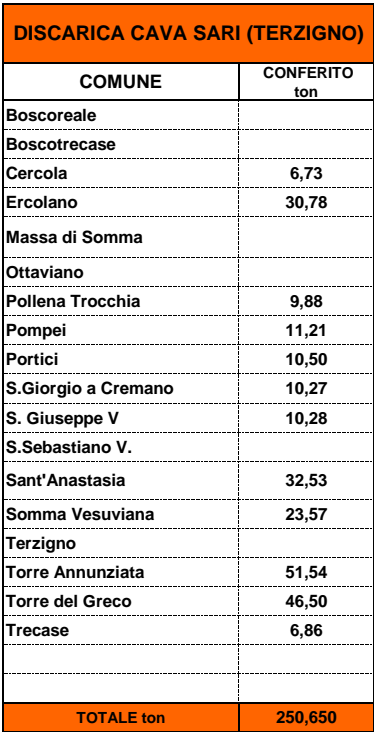 DISCARICA CAVA SARI (TERZIGNO)
COMUNE CONFERITO ton
Boscoreale
Boscotrecase
Cercola 6,73
Ercolano 30,78
Massa di Somma
Ottaviano
Pollena Trocchia 9,88
Pompei 11,21
Portici 10,50
S.Giorgio a Cremano 10,27
S. Giuseppe V 10,28
S.Sebastiano V.
Sant'Anastasia 32,53
Somma Vesuviana 23,57
Terzigno
Torre Annunziata 51,54
Torre del Greco 46,50
Trecase 6,86
TOTALE ton 250,650